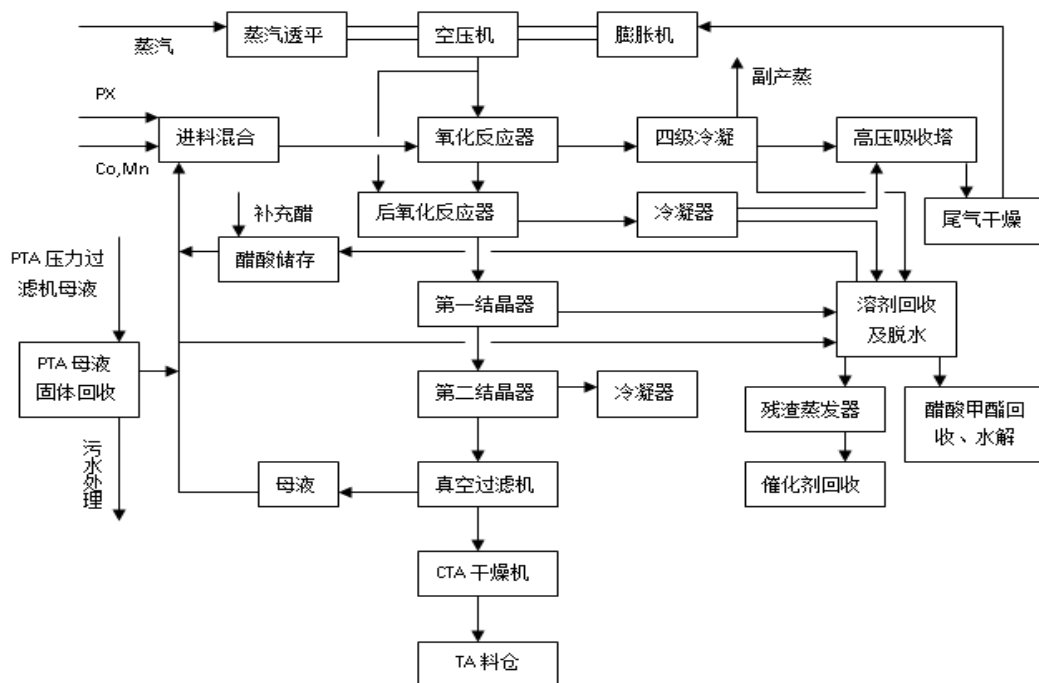 蒸汽
蒸汽透平
空压机
膨胀机
副产蒸
PX
进料混合
氧化反应器
四级冷凝
高压吸收塔
Co,Mn
补充醋
后氧化反应器
冷凝器
尾气干燥
PTA 压力过
滤机母液
醋酸储存
第一结晶器
溶剂回收
及脱水
PTA 母液
固体回收
第二结晶器
冷凝器
残渣蒸发器
醋酸甲酯回
收、水解
污水处理
母液
真空过滤机
催化剂回收
CTA 干燥机
TA 料仓